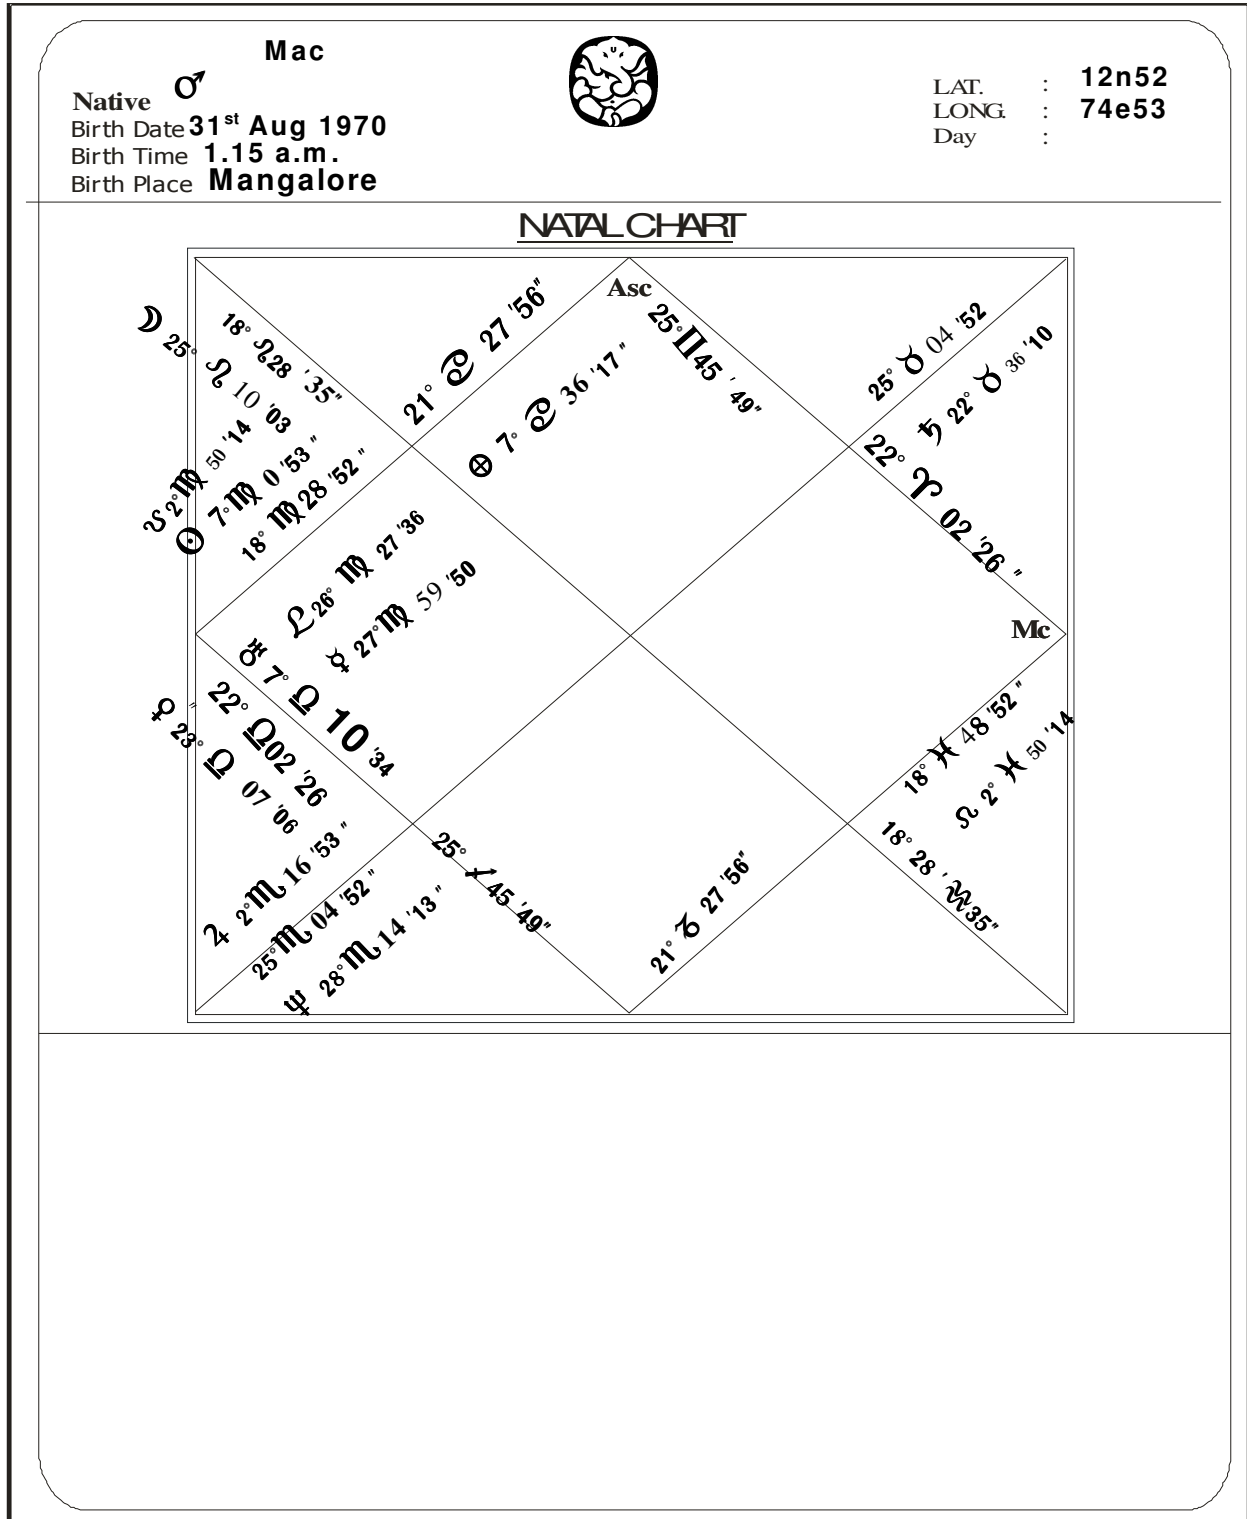 Mac
Native ♂
Birth Date 31st Aug 1970
Birth Time 1.15 a.m.
Birth Place Mangalore
LAT. : 12n52
LONG. : 74e53
Day :
NATAL CHART
Asc
25° ♊ 45 ' 49"
21° ♋ 27 '56"
⊕ 7° ♋ 36 '17 "
18° ♌ 28 '35"
☽ 25° ♌ 10 '03
☋ 2° ♍ 50 '14
☉ 7° ♍ 0 '53 "
18° ♍ 28 '52 "
♇ 26° ♍ 27 '36
☿ 27° ♍ 59 '50
♅ 7° ♎ 10 '34
22° ♎ 02 '26 "
♀ 23° ♎ 07 '06
♃ 2° ♏ 16 '53 "
25° ♏ 04 '52 "
♆ 28° ♏ 14 '13 "
25° ♐ 45 '49"
21° ♑ 27 '56"
18° 28 ' ♒ 35"
18° ♓ 48 '52 "
☊ 2° ♓ 50 '14
Mc
22° ♈ 02 '26 "
25° ♉ 04 '52
♄ 22° ♉ 36 '10